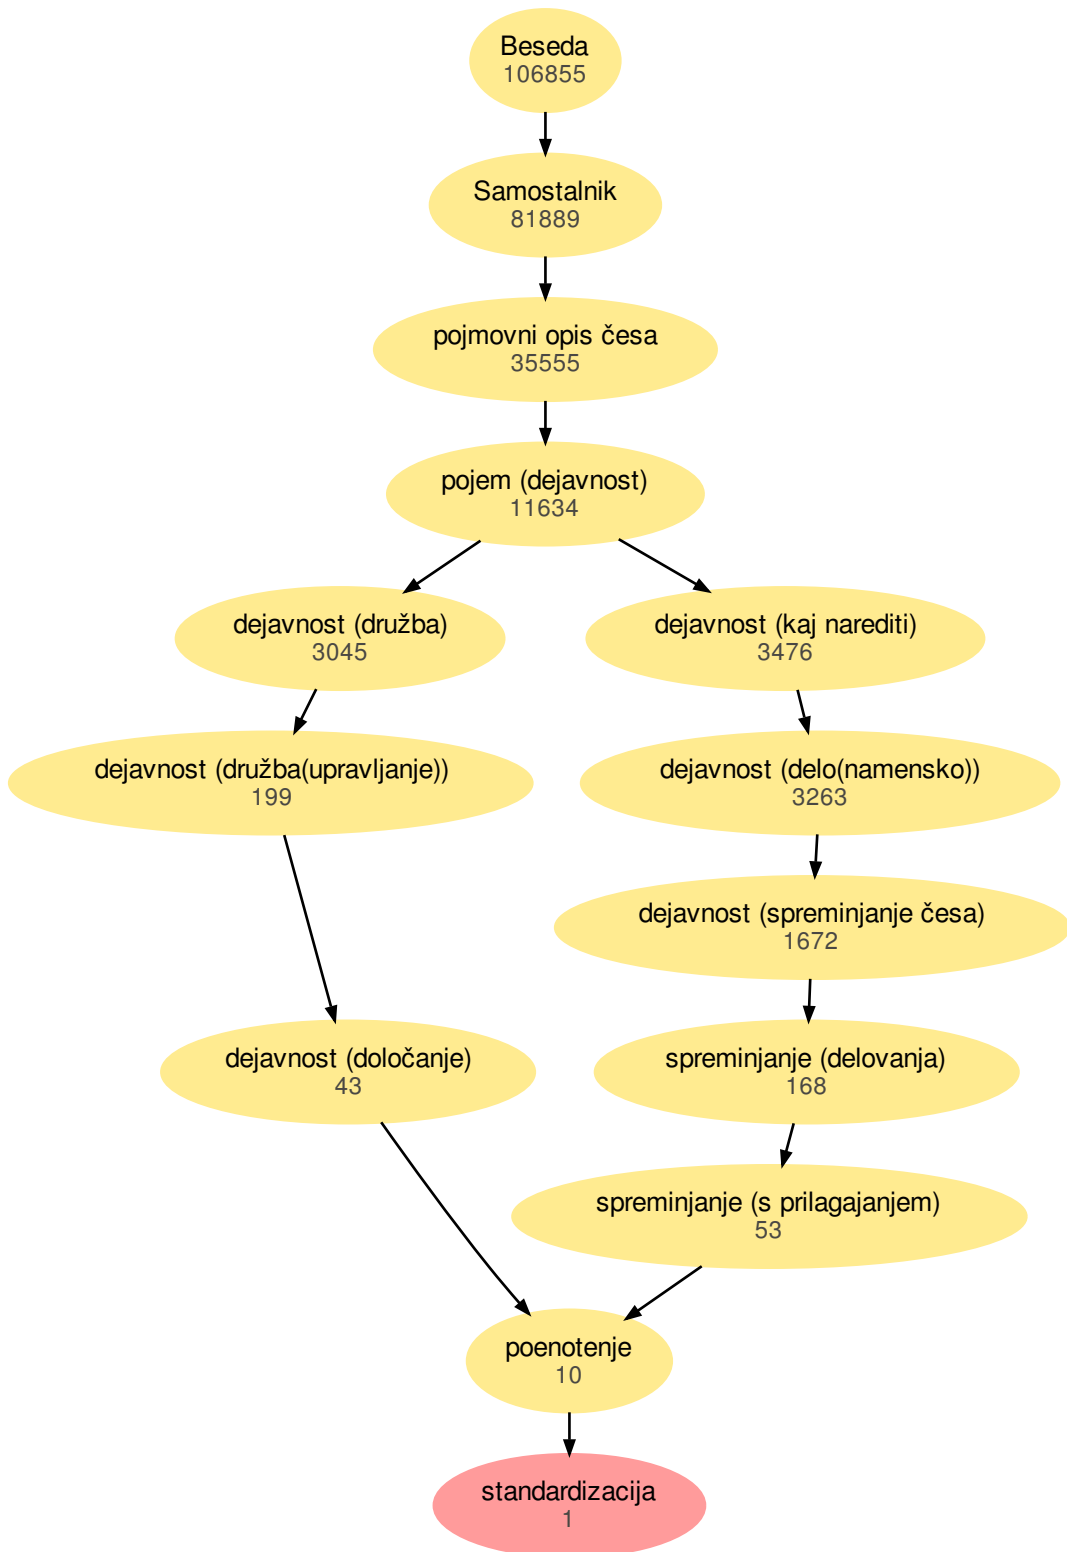 Beseda
106855
Samostalnik
81889
pojmovni opis česa
35555
pojem (dejavnost)
11634
dejavnost (družba)
3045
dejavnost (kaj narediti)
3476
dejavnost (družba(upravljanje))
199
dejavnost (delo(namensko))
3263
dejavnost (spreminjanje česa)
1672
dejavnost (določanje)
43
spreminjanje (delovanja)
168
spreminjanje (s prilagajanjem)
53
poenotenje
10
standardizacija
1